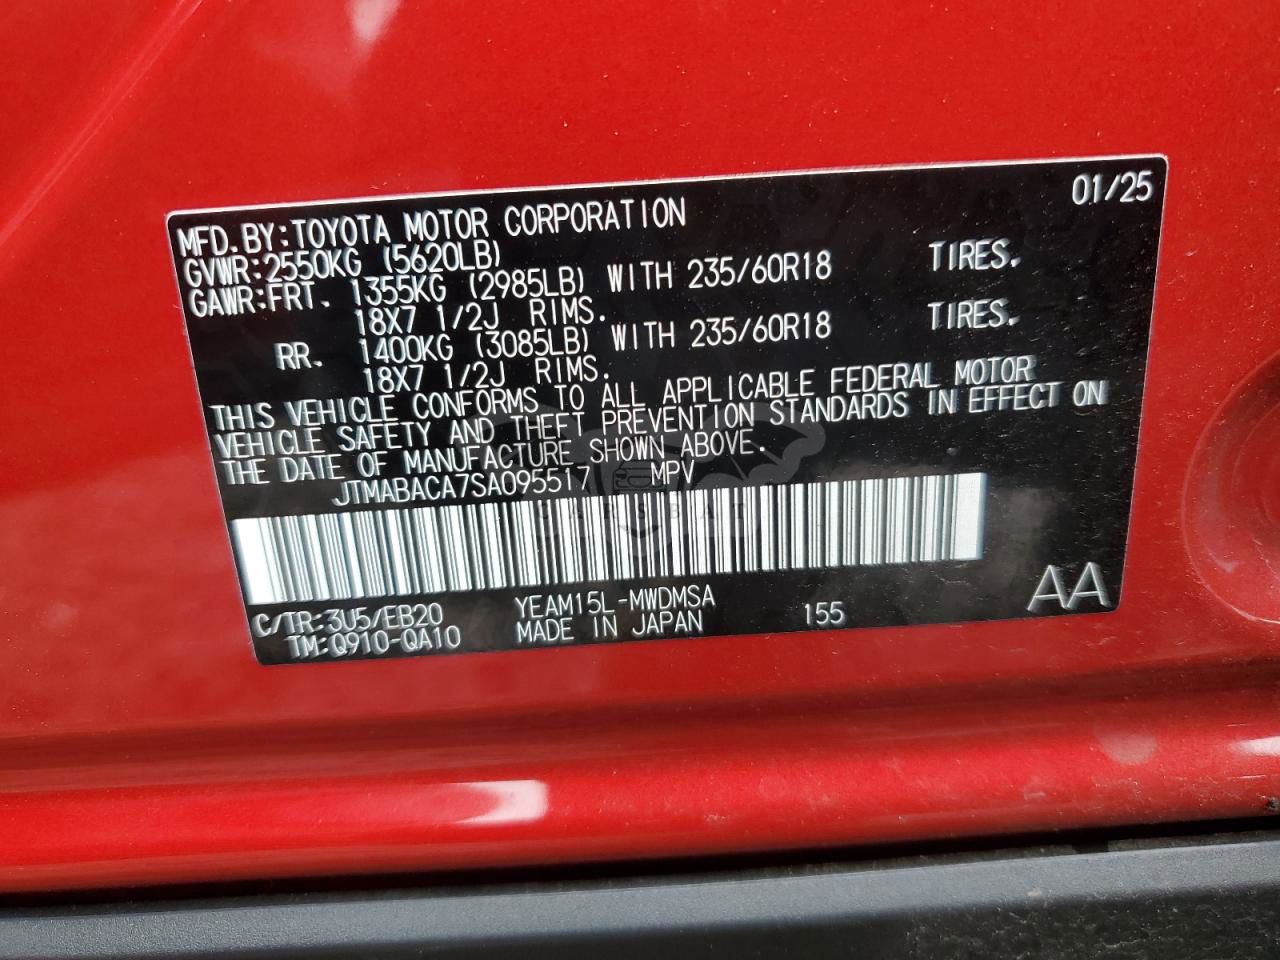 01/25
MFD.BY:TOYOTA MOTOR CORPORATION
GVWR:2550KG (5620LB)
GAWR:FRT. 1355KG (2985LB) WITH 235/60R18 TIRES.
18X7 1/2J RIMS.
RR. 1400KG (3085LB) WITH 235/60R18 TIRES.
18X7 1/2J RIMS.
THIS VEHICLE CONFORMS TO ALL APPLICABLE FEDERAL MOTOR
VEHICLE SAFETY AND THEFT PREVENTION STANDARDS IN EFFECT ON
THE DATE OF MANUFACTURE SHOWN ABOVE.
JTMABACA7SA095517 MPV
CARSBAT
C/TR:3U5/EB20 YEAM15L-MWDMSA 155 AA
TM:Q910-QA10 MADE IN JAPAN